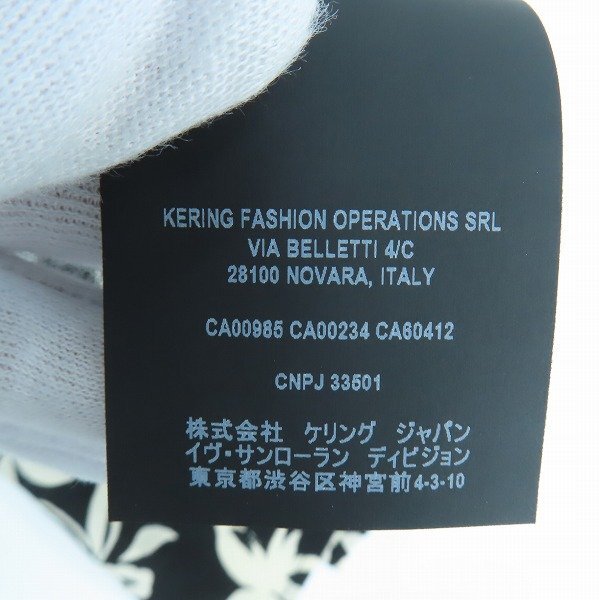 KERING FASHION OPERATIONS SRL
VIA BELLETTI 4/C
28100 NOVARA, ITALY
CA00985 CA00234 CA60412
CNPJ 33501
株式会社 ケリング ジャパン
イヴ・サンローラン ディビジョン
東京都渋谷区神宮前4-3-10